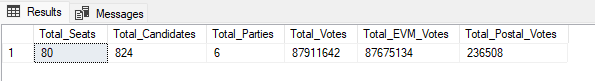 Results Messages
Total_Seats Total_Candidates Total_Parties Total_Votes Total_EVM_Votes Total_Postal_Votes
1 80 824 6 87911642 87675134 236508